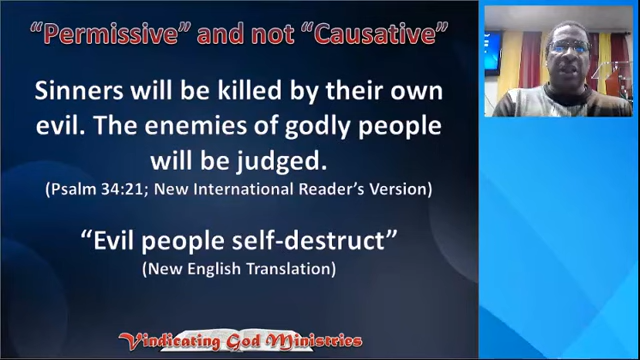 “Permissive” and not “Causative”
Sinners will be killed by their own
evil. The enemies of godly people
will be judged.
(Psalm 34:21; New International Reader’s Version)
“Evil people self-destruct”
(New English Translation)
Vindicating God Ministries